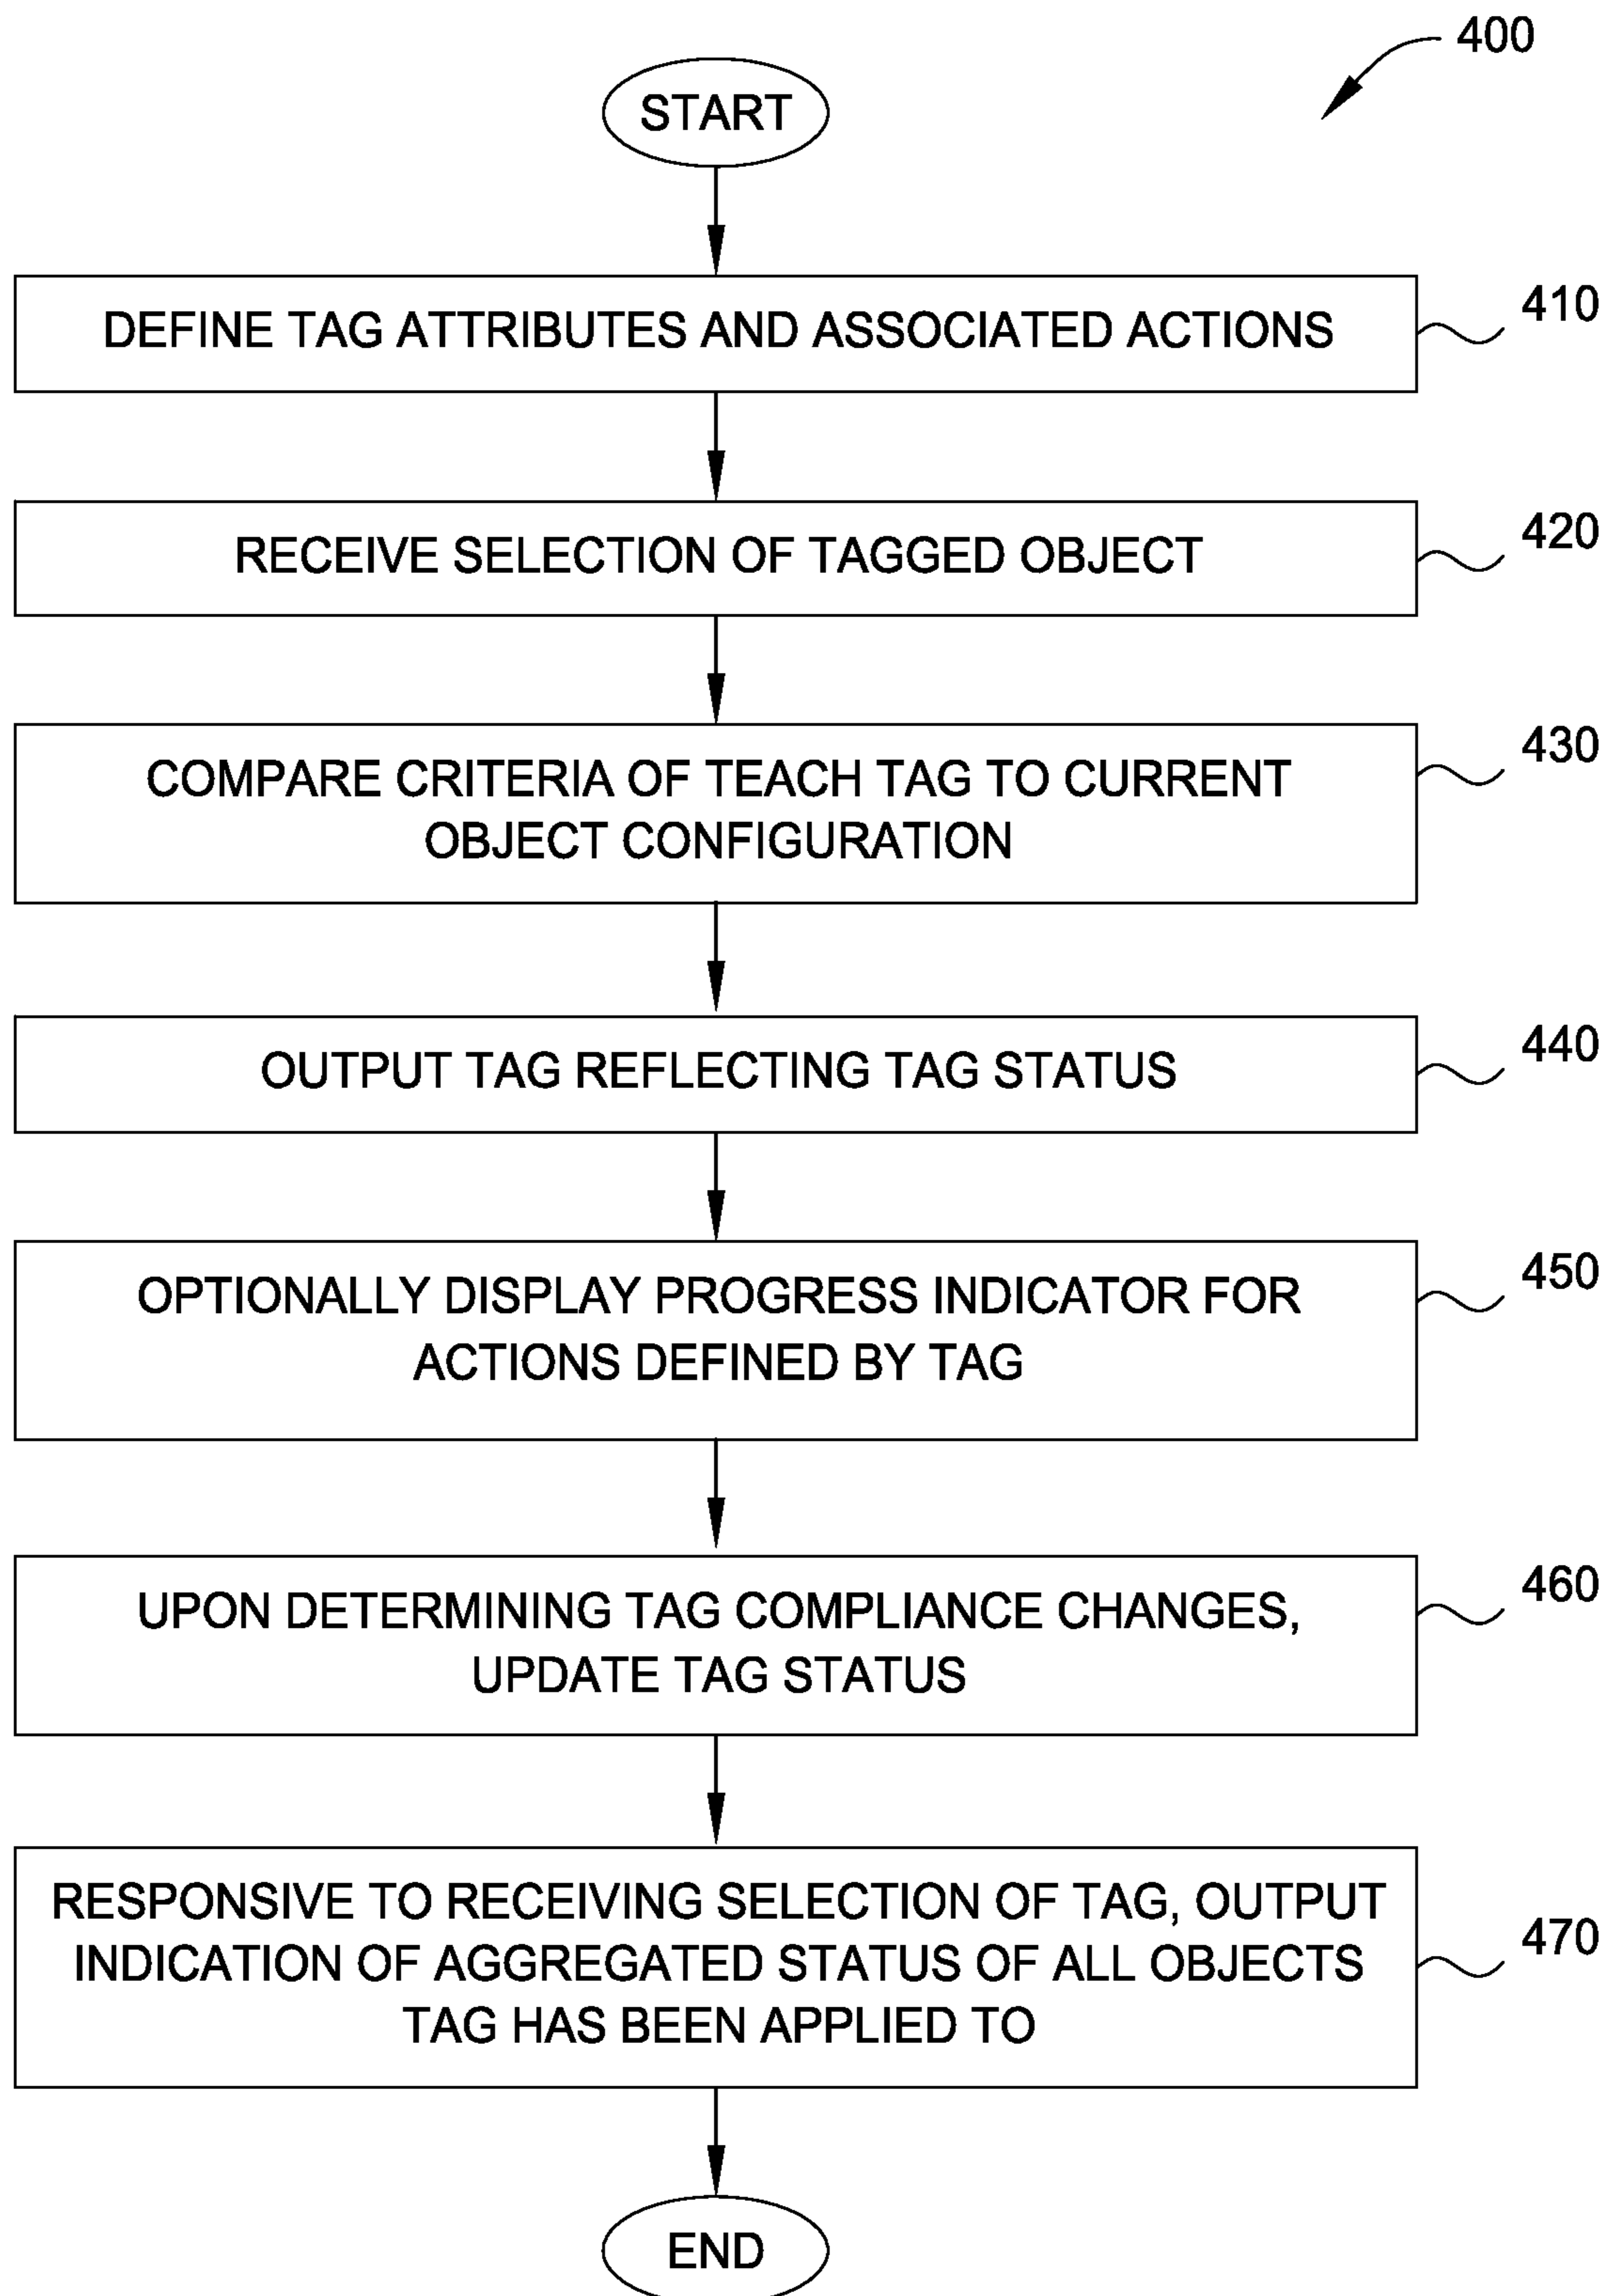 400
START
DEFINE TAG ATTRIBUTES AND ASSOCIATED ACTIONS
410
RECEIVE SELECTION OF TAGGED OBJECT
420
COMPARE CRITERIA OF TEACH TAG TO CURRENT
OBJECT CONFIGURATION
430
OUTPUT TAG REFLECTING TAG STATUS
440
OPTIONALLY DISPLAY PROGRESS INDICATOR FOR
ACTIONS DEFINED BY TAG
450
UPON DETERMINING TAG COMPLIANCE CHANGES,
UPDATE TAG STATUS
460
RESPONSIVE TO RECEIVING SELECTION OF TAG, OUTPUT
INDICATION OF AGGREGATED STATUS OF ALL OBJECTS
TAG HAS BEEN APPLIED TO
470
END